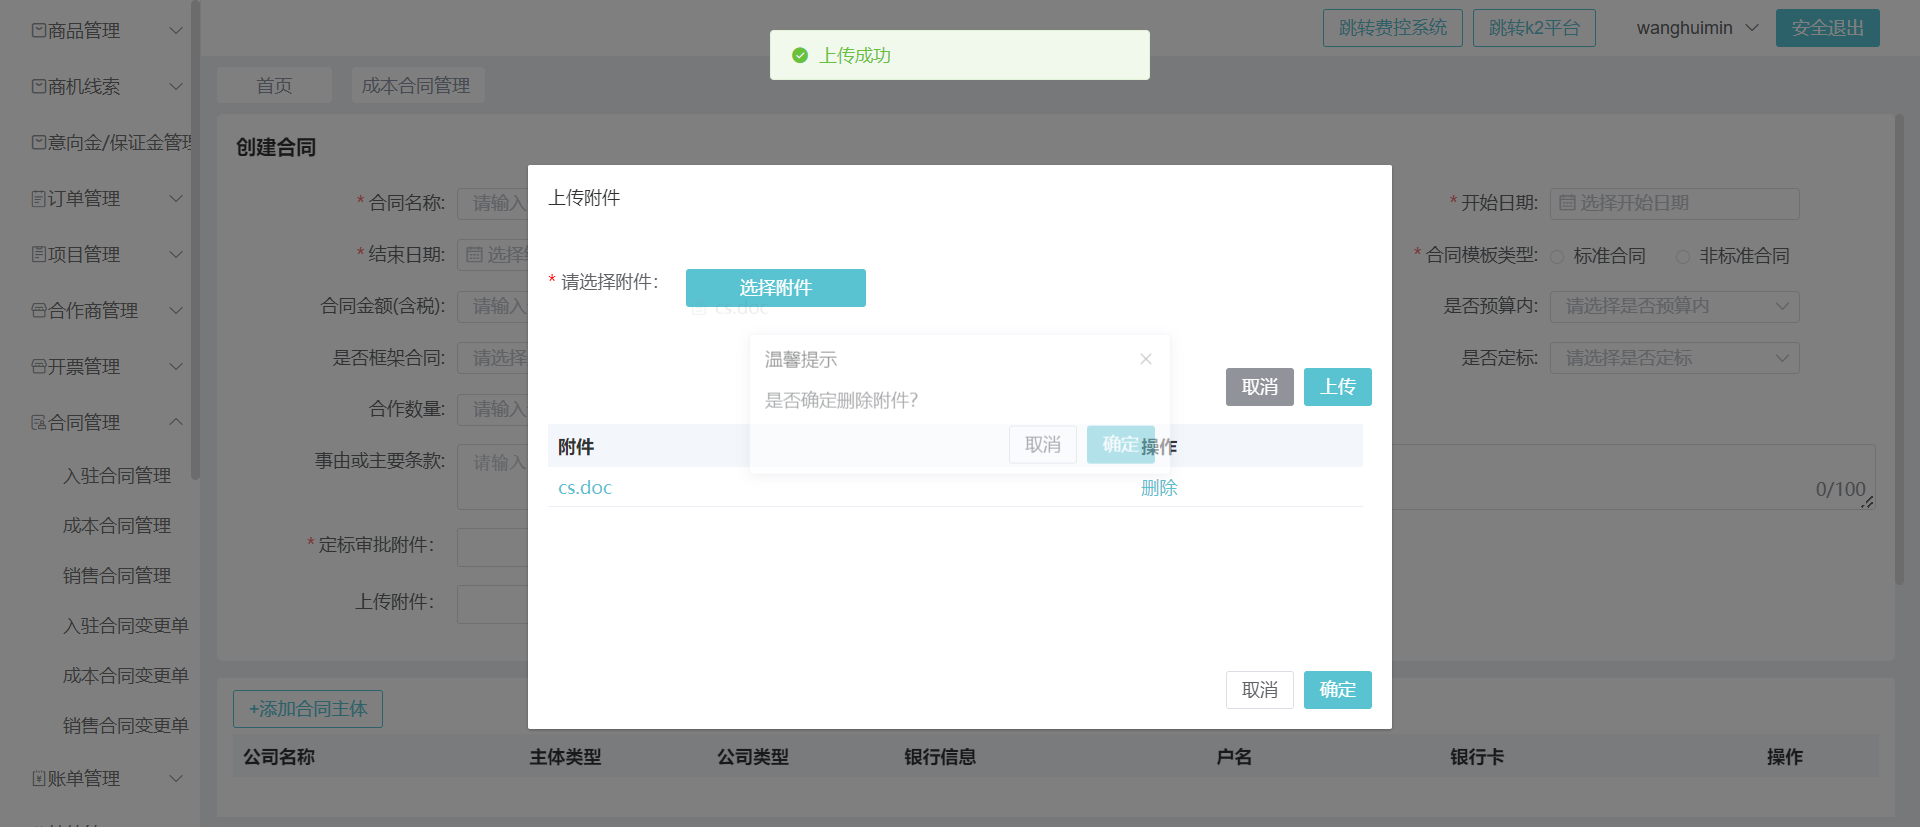 商品管理
商机线索
意向金/保证金管理
订单管理
项目管理
合作商管理
开票管理
合同管理
入驻合同管理
成本合同管理
销售合同管理
入驻合同变更单
成本合同变更单
销售合同变更单
账单管理
跳转费控系统
跳转k2平台
wanghuimin
安全退出
上传成功
首页
成本合同管理
创建合同
* 合同名称:
请输入
* 开始日期:
选择开始日期
* 结束日期:
选择
* 合同模板类型:
标准合同
非标准合同
合同金额(含税):
请输入
是否预算内:
请选择是否预算内
是否框架合同:
请选择
是否定标:
请选择是否定标
合作数量:
请输入
事由或主要条款:
请输入
0/100
* 定标审批附件:
上传附件:
上传附件
* 请选择附件:
选择附件
cs.doc
温馨提示
是否确定删除附件?
取消
确定
取消
上传
附件
操作
cs.doc
删除
取消
确定
+添加合同主体
公司名称
主体类型
公司类型
银行信息
户名
银行卡
操作